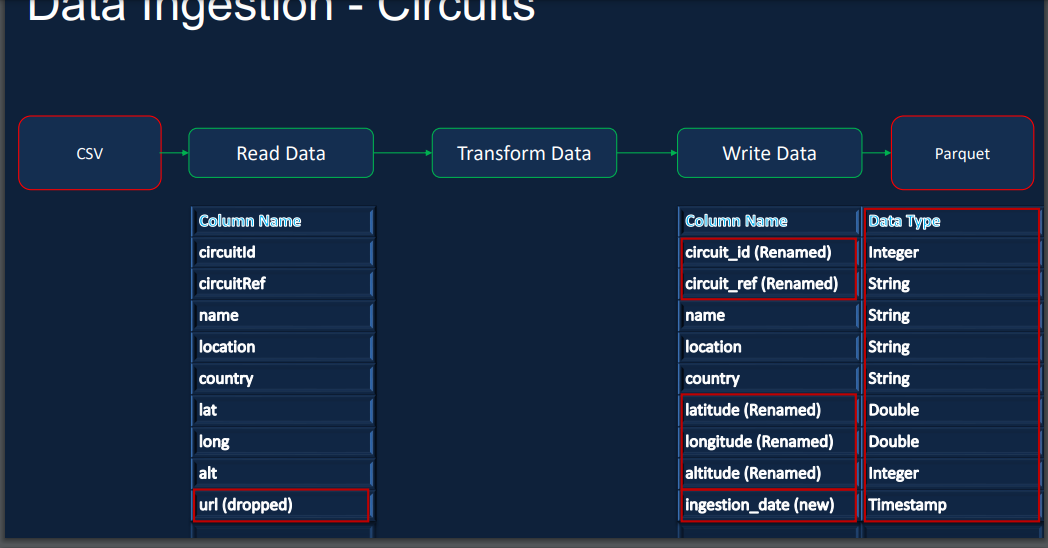 Data Ingestion - Circuits
CSV
Read Data
Transform Data
Write Data
Parquet
Column Name
circuitId
circuitRef
name
location
country
lat
long
alt
url (dropped)
Column Name Data Type
circuit_id (Renamed) Integer
circuit_ref (Renamed) String
name String
location String
country String
latitude (Renamed) Double
longitude (Renamed) Double
altitude (Renamed) Integer
ingestion_date (new) Timestamp